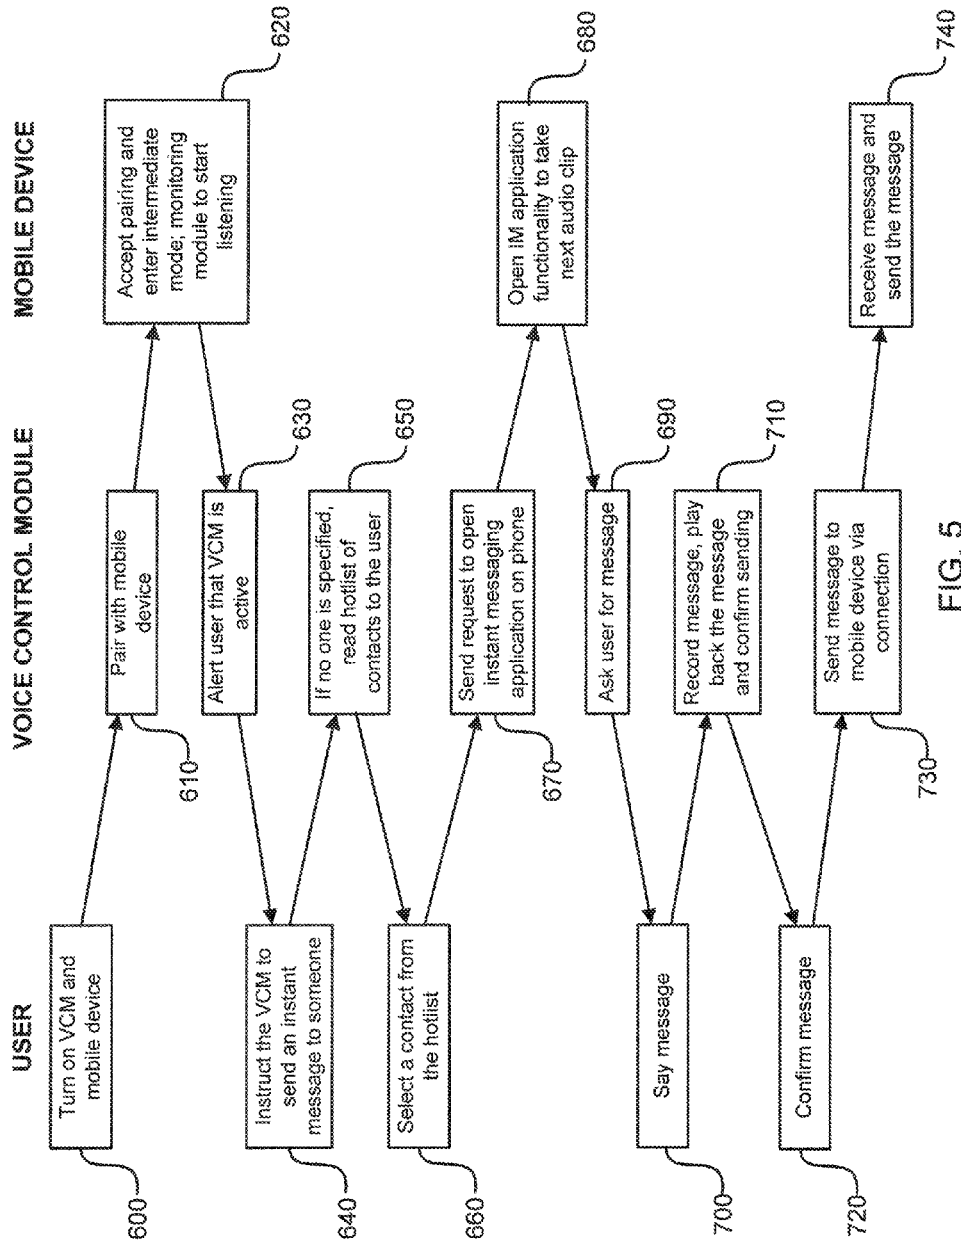 USER
VOICE CONTROL MODULE
MOBILE DEVICE
Turn on VCM and
mobile device
600
Pair with mobile
device
610
Accept pairing and
enter intermediate
mode; monitoring
module to start
listening
620
Alert user that VCM is
active
630
Instruct the VCM to
send an instant
message to someone
640
If no one is specified,
read hotlist of
contacts to the user
650
Select a contact from
the hotlist
660
Send request to open
instant messaging
application on phone
670
Open IM application
functionality to take
next audio clip
680
Ask user for message
690
Say message
700
Record message, play
back the message
and confirm sending
710
Confirm message
720
Send message to
mobile device via
connection
730
Receive message and
send the message
740
FIG. 5